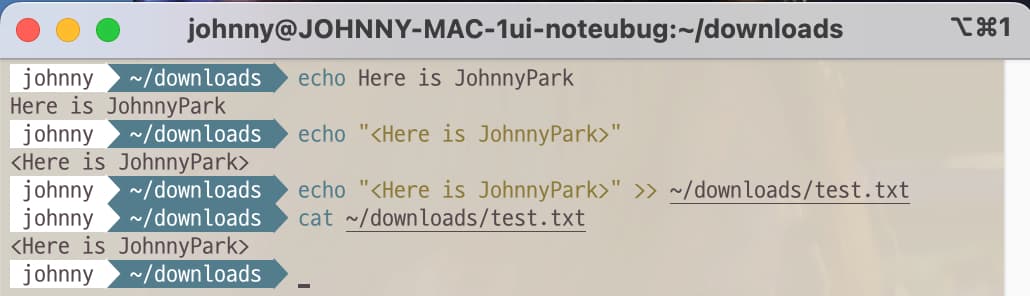 johnny@JOHNNY-MAC-1ui-noteubug:~/downloads ⌥⌘1
johnny ~/downloads echo Here is JohnnyPark
Here is JohnnyPark
johnny ~/downloads echo "<Here is JohnnyPark>"
<Here is JohnnyPark>
johnny ~/downloads echo "<Here is JohnnyPark>" >> ~/downloads/test.txt
johnny ~/downloads cat ~/downloads/test.txt
<Here is JohnnyPark>
johnny ~/downloads